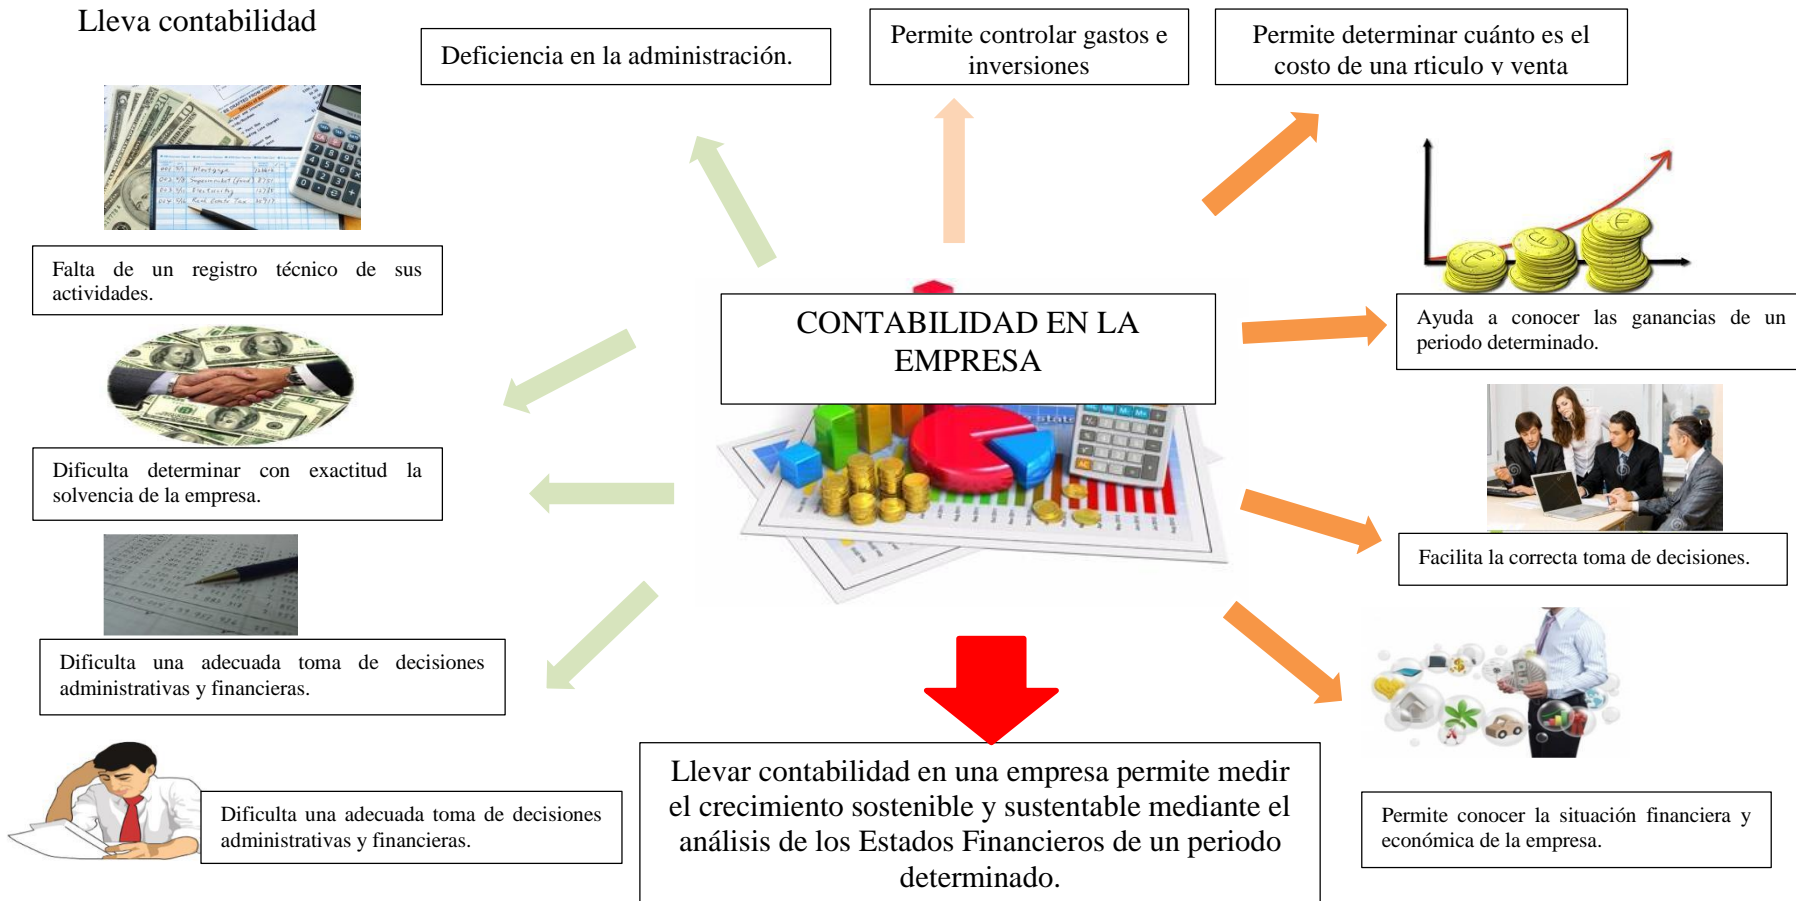 Lleva contabilidad
Deficiencia en la administración.
Permite controlar gastos e
inversiones
Permite determinar cuánto es el
costo de una rticulo y venta
Falta de un registro técnico de sus
actividades.
CONTABILIDAD EN LA
EMPRESA
Ayuda a conocer las ganancias de un
periodo determinado.
Dificulta determinar con exactitud la
solvencia de la empresa.
Facilita la correcta toma de decisiones.
Dificulta una adecuada toma de decisiones
administrativas y financieras.
Dificulta una adecuada toma de decisiones
administrativas y financieras.
Llevar contabilidad en una empresa permite medir
el crecimiento sostenible y sustentable mediante el
análisis de los Estados Financieros de un periodo
determinado.
Permite conocer la situación financiera y
económica de la empresa.